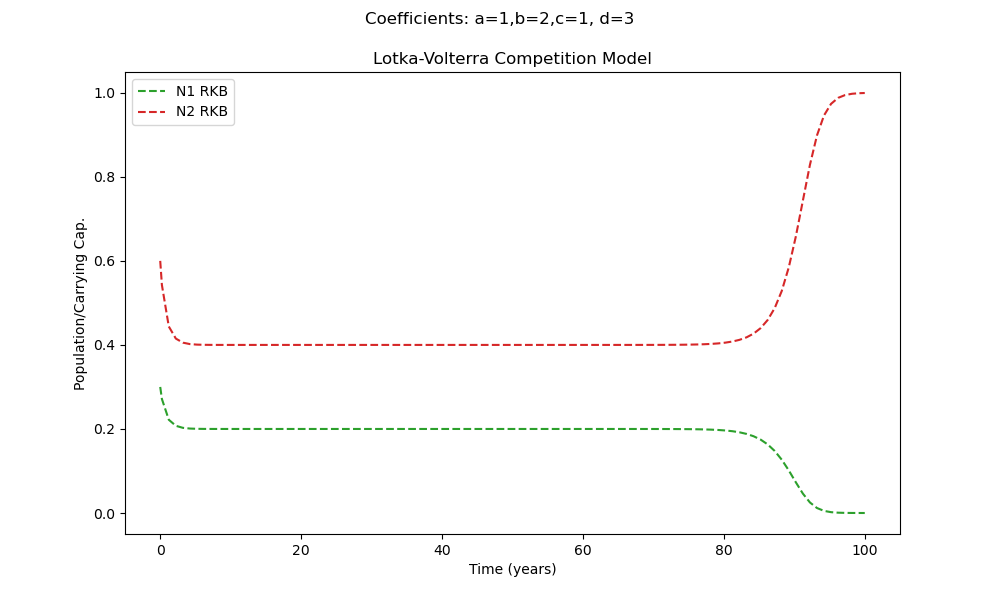 Coefficients: a=1,b=2,c=1, d=3
Lotka-Volterra Competition Model
N1 RKB
N2 RKB
Population/Carrying Cap.
1.0
0.8
0.6
0.4
0.2
0.0
0 20 40 60 80 100
Time (years)